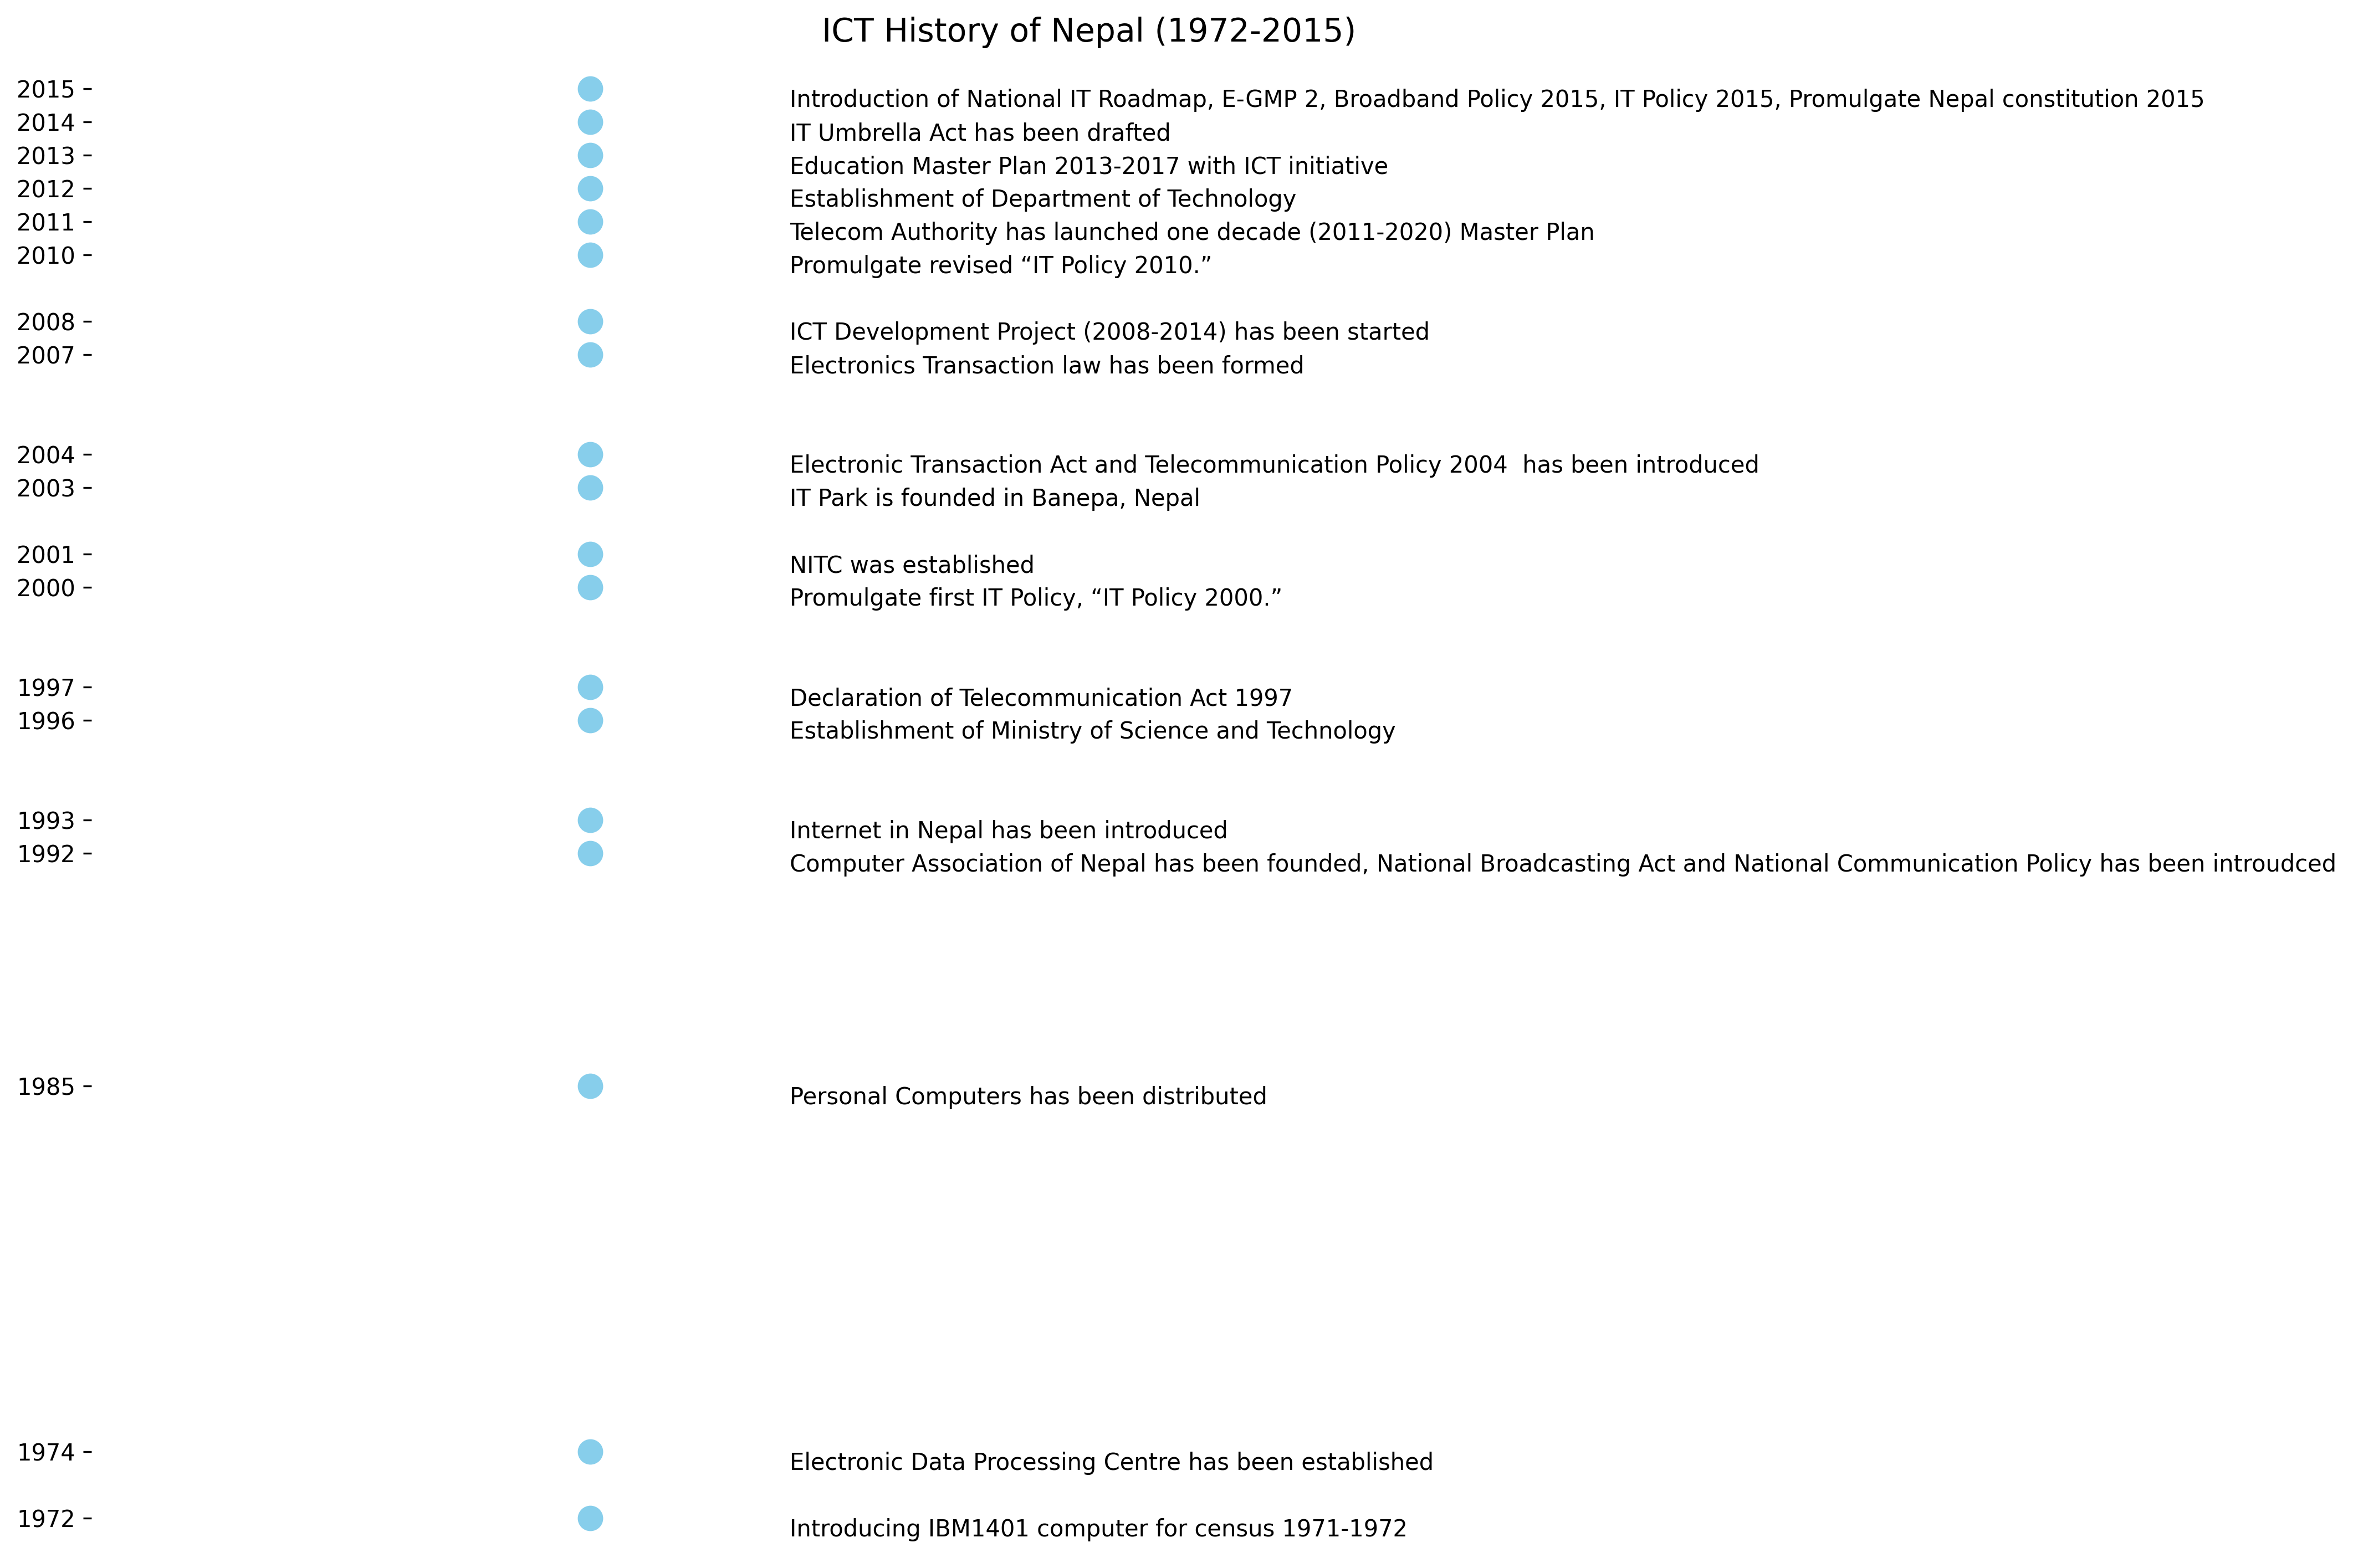 ICT History of Nepal (1972-2015)
2015 Introduction of National IT Roadmap, E-GMP 2, Broadband Policy 2015, IT Policy 2015, Promulgate Nepal constitution 2015
2014 IT Umbrella Act has been drafted
2013 Education Master Plan 2013-2017 with ICT initiative
2012 Establishment of Department of Technology
2011 Telecom Authority has launched one decade (2011-2020) Master Plan
2010 Promulgate revised “IT Policy 2010.”
2008 ICT Development Project (2008-2014) has been started
2007 Electronics Transaction law has been formed
2004 Electronic Transaction Act and Telecommunication Policy 2004  has been introduced
2003 IT Park is founded in Banepa, Nepal
2001 NITC was established
2000 Promulgate first IT Policy, “IT Policy 2000.”
1997 Declaration of Telecommunication Act 1997
1996 Establishment of Ministry of Science and Technology
1993 Internet in Nepal has been introduced
1992 Computer Association of Nepal has been founded, National Broadcasting Act and National Communication Policy has been introudced
1985 Personal Computers has been distributed
1974 Electronic Data Processing Centre has been established
1972 Introducing IBM1401 computer for census 1971-1972